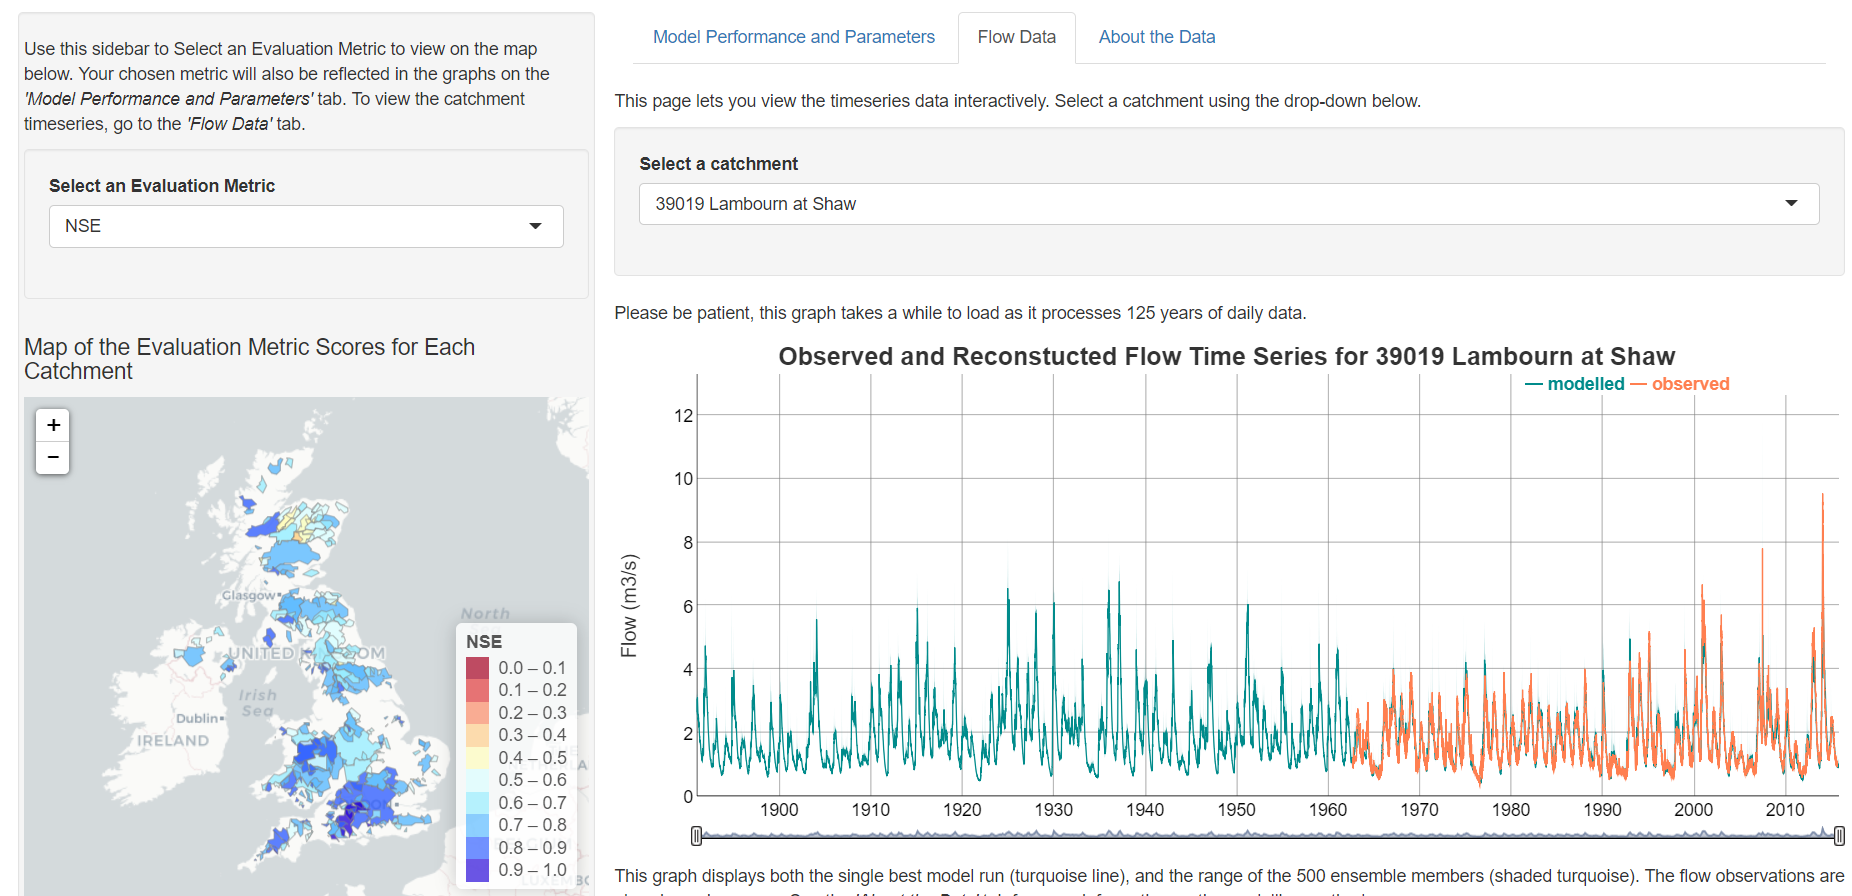 Use this sidebar to Select an Evaluation Metric to view on the map
below. Your chosen metric will also be reflected in the graphs on the
'Model Performance and Parameters' tab. To view the catchment
timeseries, go to the 'Flow Data' tab.
Select an Evaluation Metric
NSE
Map of the Evaluation Metric Scores for Each
Catchment
+
−
Glasgow
North
UNITED
OM
Irish
Sea
Dublin
IRELAND
NSE
0.0 – 0.1
0.1 – 0.2
0.2 – 0.3
0.3 – 0.4
0.4 – 0.5
0.5 – 0.6
0.6 – 0.7
0.7 – 0.8
0.8 – 0.9
0.9 – 1.0
Model Performance and Parameters
Flow Data
About the Data
This page lets you view the timeseries data interactively. Select a catchment using the drop-down below.
Select a catchment
39019 Lambourn at Shaw
Please be patient, this graph takes a while to load as it processes 125 years of daily data.
Observed and Reconstucted Flow Time Series for 39019 Lambourn at Shaw
modelled observed
Flow (m3/s)
12
10
8
6
4
2
0
1900 1910 1920 1930 1940 1950 1960 1970 1980 1990 2000 2010
This graph displays both the single best model run (turquoise line), and the range of the 500 ensemble members (shaded turquoise). The flow observations are